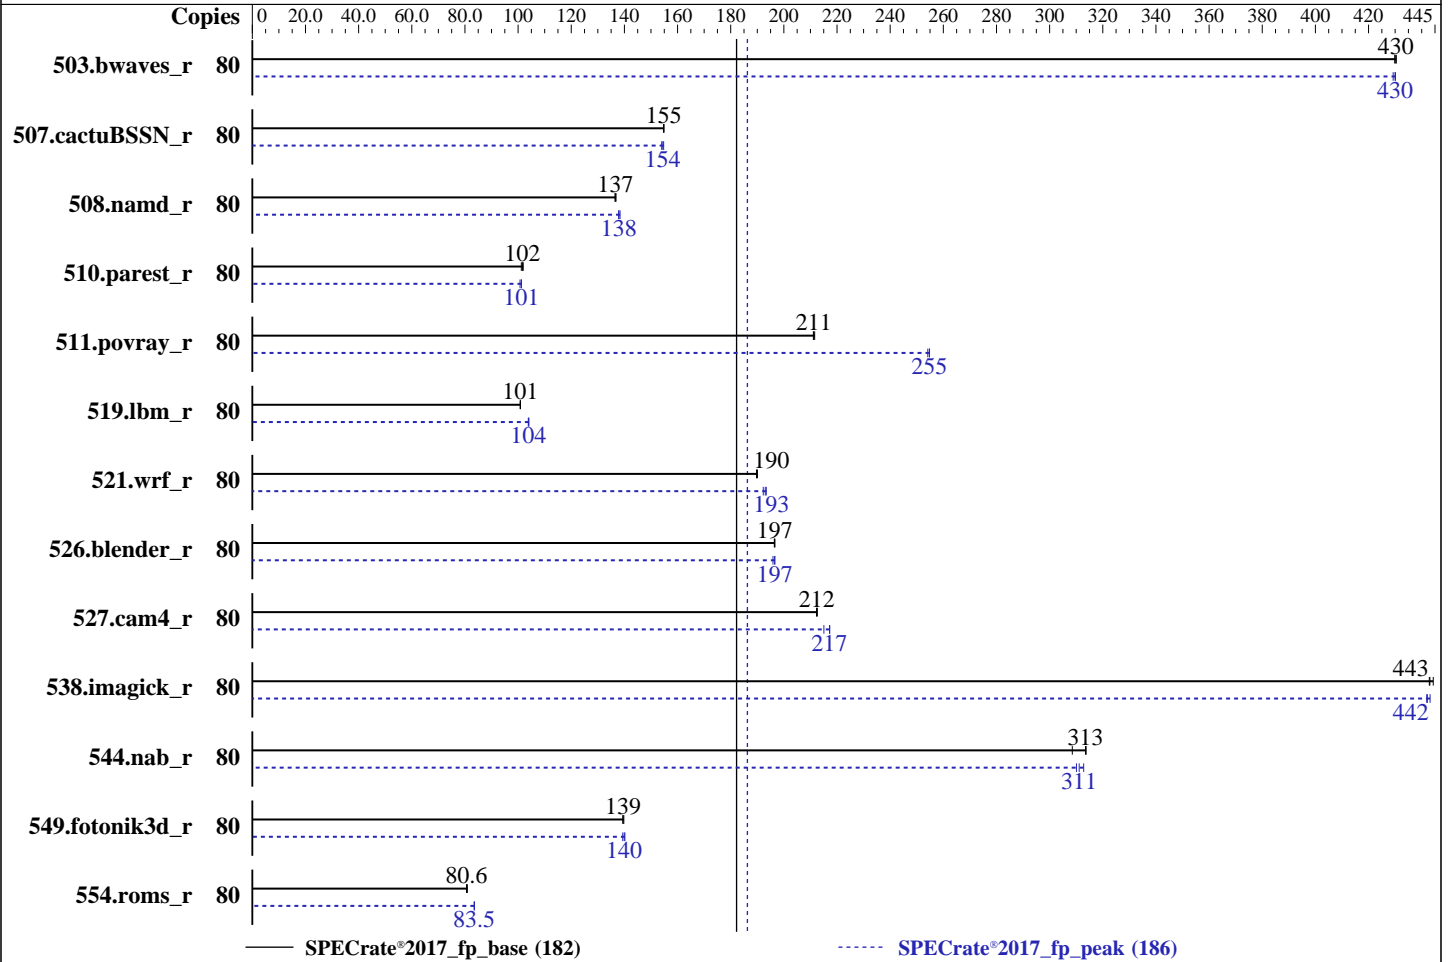 Copies 0 20.0 40.0 60.0 80.0 100 120 140 160 180 200 220 240 260 280 300 320 340 360 380 400 420 445
503.bwaves_r 80 430
430
507.cactuBSSN_r 80 155
154
508.namd_r 80 137
138
510.parest_r 80 102
101
511.povray_r 80 211
255
519.lbm_r 80 101
104
521.wrf_r 80 190
193
526.blender_r 80 197
197
527.cam4_r 80 212
217
538.imagick_r 80 443
442
544.nab_r 80 313
311
549.fotonik3d_r 80 139
140
554.roms_r 80 80.6
83.5
SPECrate®2017_fp_base (182) SPECrate®2017_fp_peak (186)